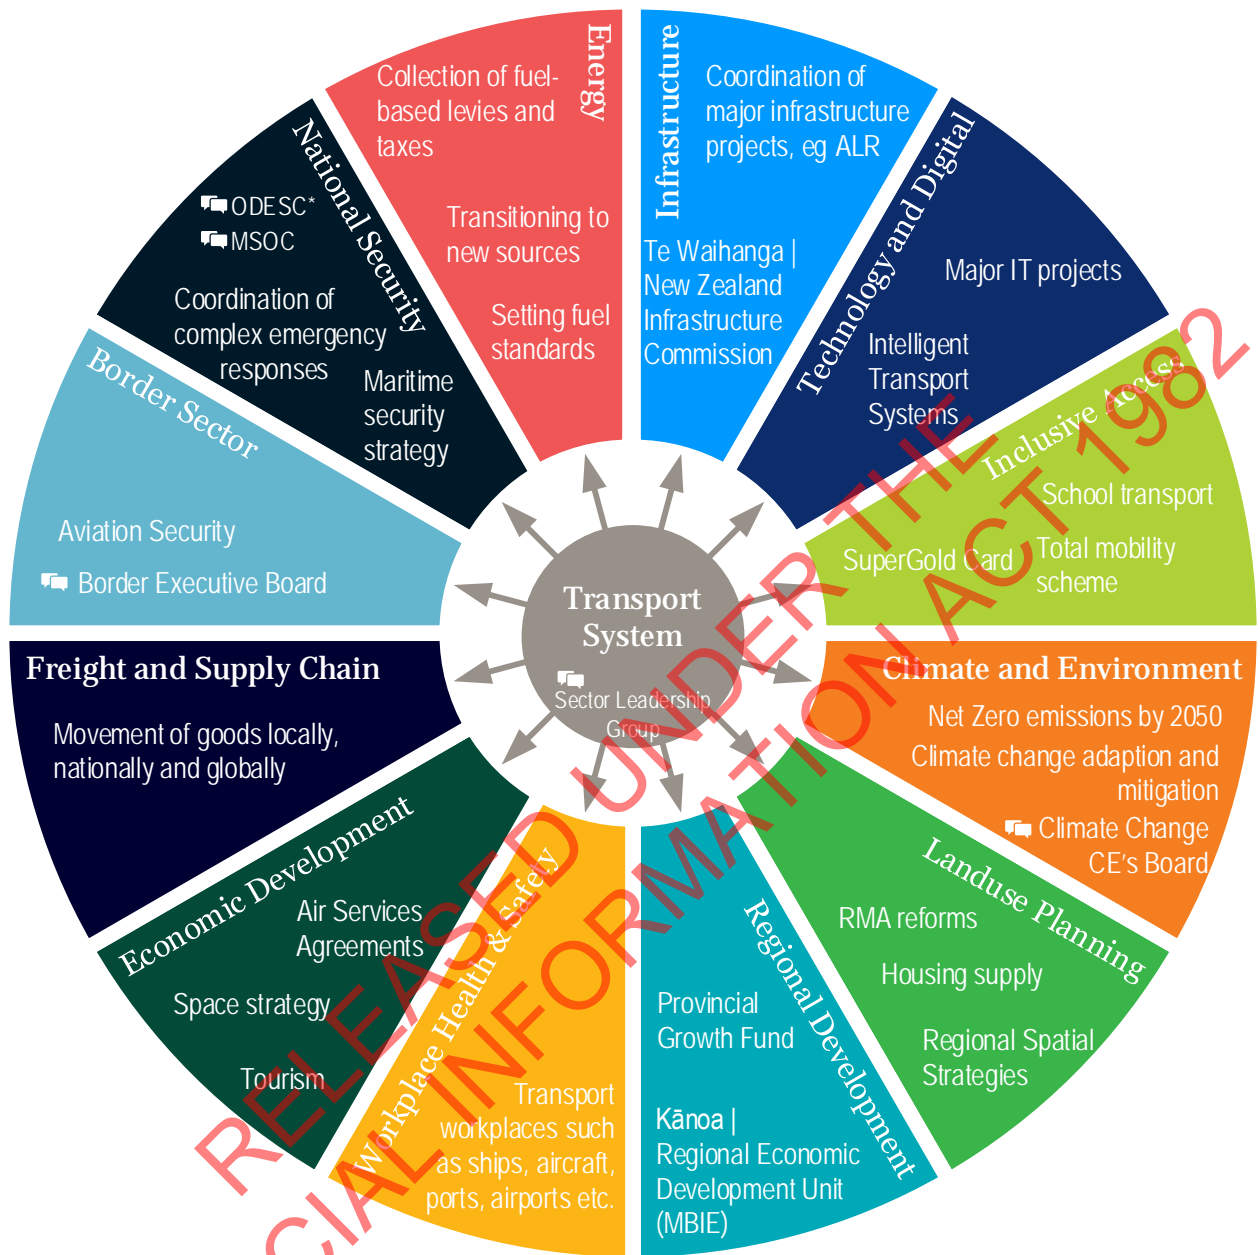 Energy
Collection of fuel-
based levies and
taxes
Transitioning to
new sources
Setting fuel
standards
Infrastructure
Coordination of
major infrastructure
projects, eg ALR
Te Waihanga |
New Zealand
Infrastructure
Commission
Technology and Digital
Major IT projects
Intelligent
Transport
Systems
Inclusive Access
School transport
SuperGold Card
Total mobility
scheme
Climate and Environment
Net Zero emissions by 2050
Climate change adaption and
mitigation
Climate Change
CE's Board
Landuse Planning
RMA reforms
Housing supply
Regional Spatial
Strategies
Regional Development
Provincial
Growth Fund
Kānoa |
Regional Economic
Development Unit
(MBIE)
Workplace Health & Safety
Transport
workplaces such
as ships, aircraft,
ports, airports etc.
Economic Development
Air Services
Agreements
Space strategy
Tourism
Freight and Supply Chain
Movement of goods locally,
nationally and globally
Border Sector
Aviation Security
Border Executive Board
National Security
ODESC*
MSOC
Coordination of
complex emergency
responses
Maritime
security
strategy
Transport
System
Sector Leadership
Group
RELEASED UNDER THE
CIAL INFORMATION ACT 1982